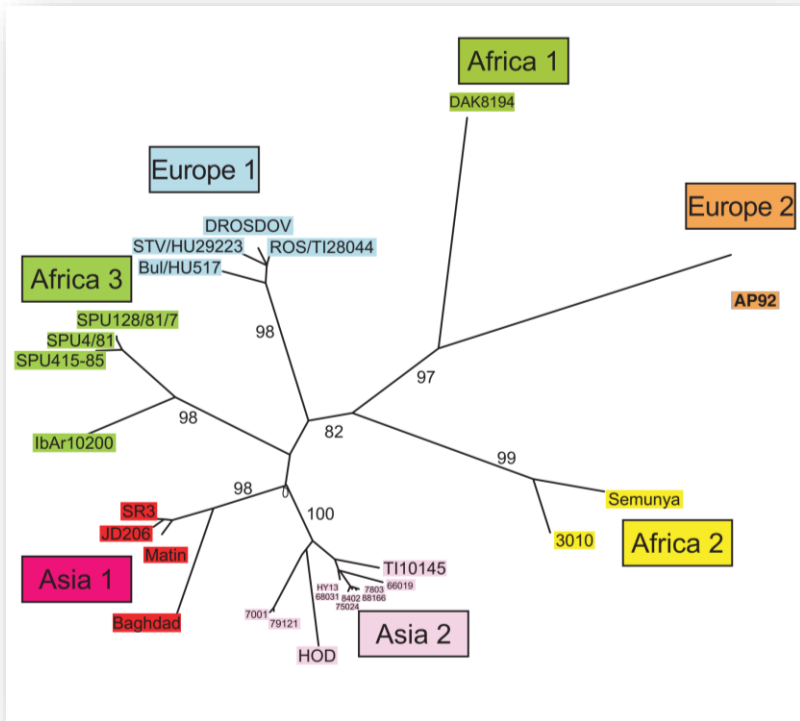 Africa 1
DAK8194
Europe 1
Europe 2
DROSDOV
STV/HU29223
ROS/TI28044
Bul/HU517
Africa 3
AP92
SPU128/81/7
98
SPU4/81
SPU415-85
97
98
82
IbAr10200
99
98
0
Semunya
SR3
100
JD206
3010
Africa 2
Matin
TI10145
Asia 1
66019
HY13
7803
68031
8402
88166
75024
7001
79121
Baghdad
Asia 2
HOD